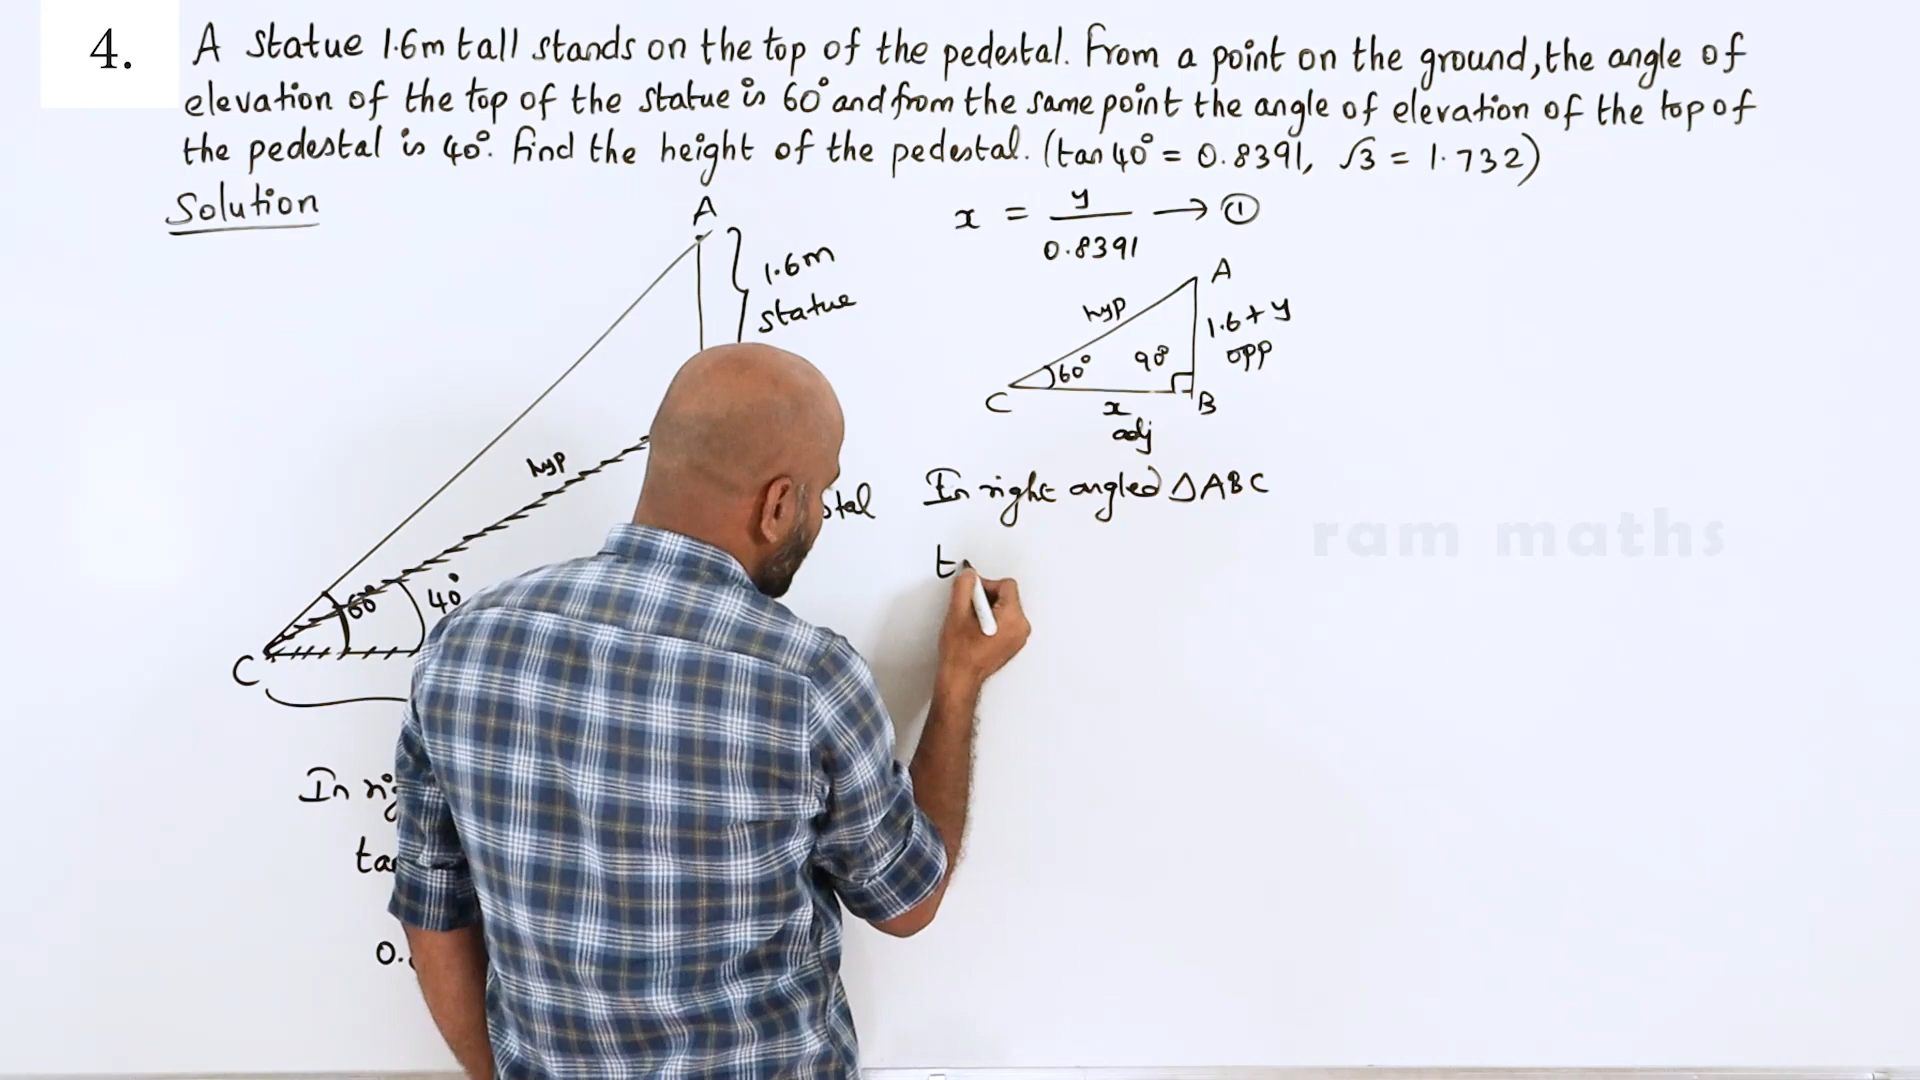 4.
A statue 1.6m tall stands on the top of the pedestal. From a point on the ground, the angle of
elevation of the top of the statue is 60° and from the same point the angle of elevation of the top of
the pedestal is 40°. Find the height of the pedestal. (tan 40° = 0.8391, √3 = 1.732)
Solution
A
1.6m
statue
hyp
60°
40°
C
In
0.
x = y/0.8391 → ①
A
hyp
1.6 + y
opp
60°
90°
C
x
adj
B
In right angled △ABC
t
ram maths